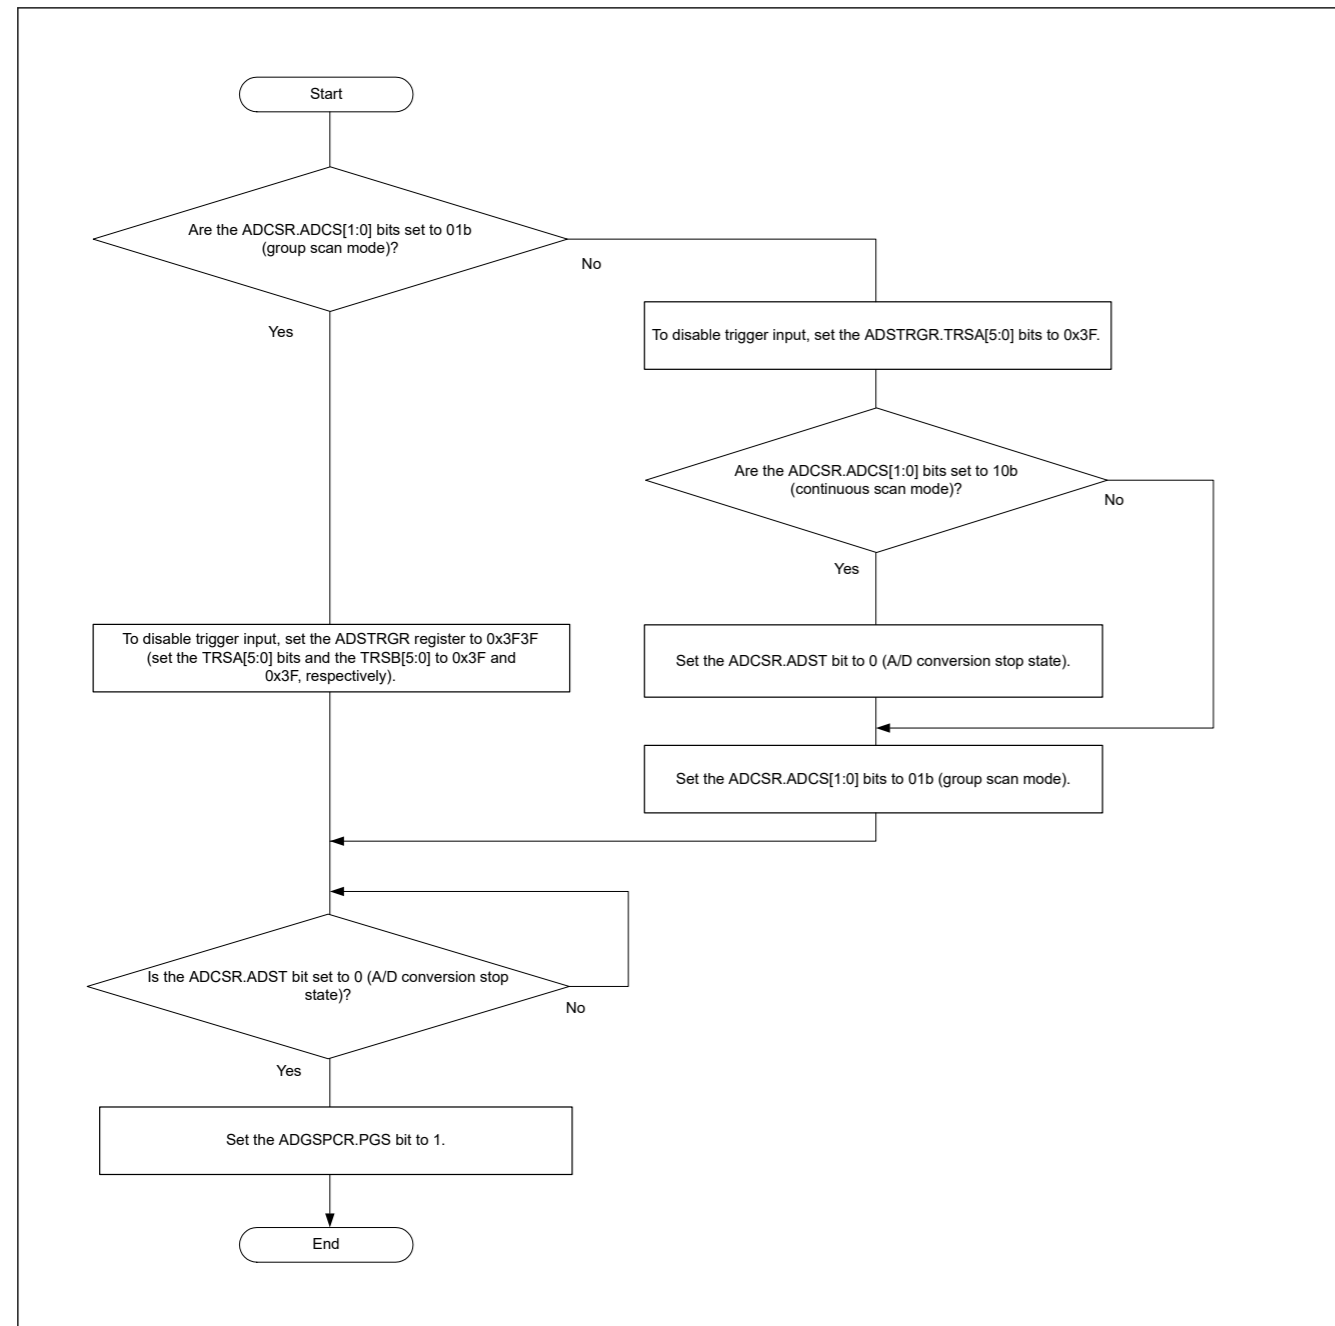 Start
Are the ADCSR.ADCS[1:0] bits set to 01b
(group scan mode)?
No
Yes
To disable trigger input, set the ADSTRGR.TRSA[5:0] bits to 0x3F.
Are the ADCSR.ADCS[1:0] bits set to 10b
(continuous scan mode)?
No
Yes
To disable trigger input, set the ADSTRGR register to 0x3F3F
(set the TRSA[5:0] bits and the TRSB[5:0] to 0x3F and
0x3F, respectively).
Set the ADCSR.ADST bit to 0 (A/D conversion stop state).
Set the ADCSR.ADCS[1:0] bits to 01b (group scan mode).
Is the ADCSR.ADST bit set to 0 (A/D conversion stop
state)?
No
Yes
Set the ADGSPCR.PGS bit to 1.
End